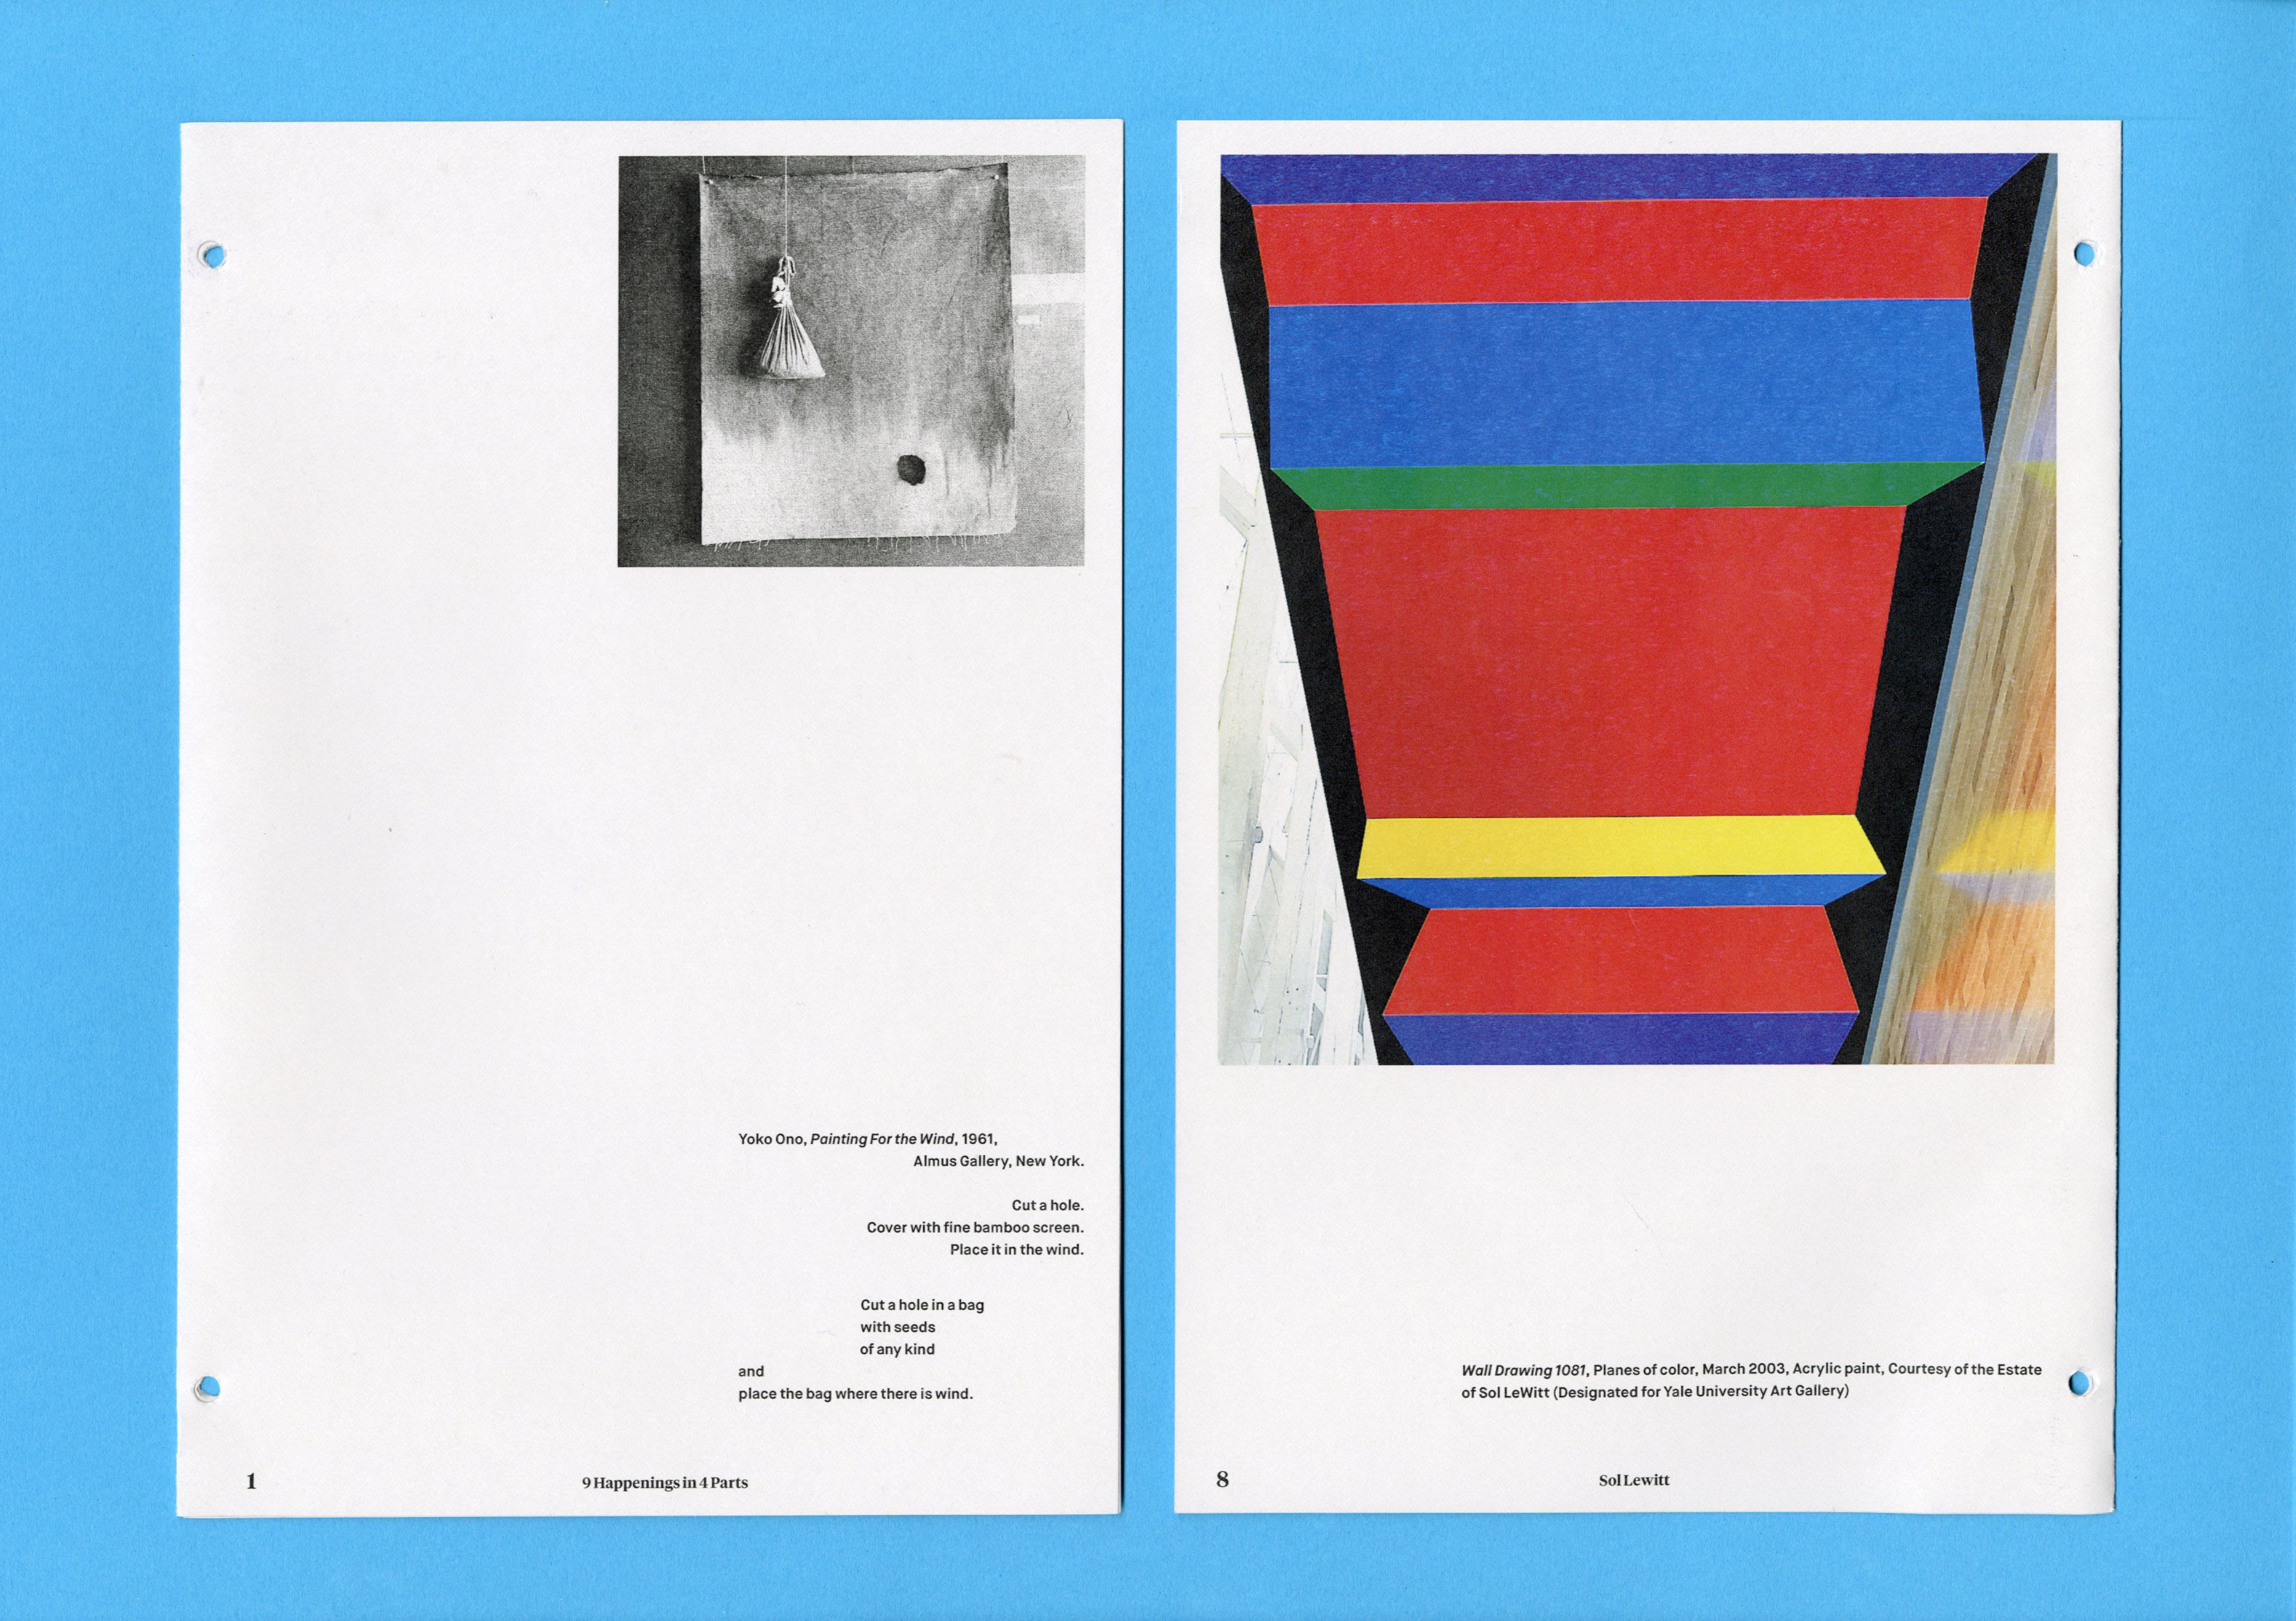 Yoko Ono, Painting For the Wind, 1961,
Almus Gallery, New York.
Cut a hole.
Cover with fine bamboo screen.
Place it in the wind.
Cut a hole in a bag
with seeds
of any kind
and
place the bag where there is wind.
1
9 Happenings in 4 Parts
Wall Drawing 1081, Planes of color, March 2003, Acrylic paint, Courtesy of the Estate
of Sol LeWitt (Designated for Yale University Art Gallery)
8
Sol Lewitt